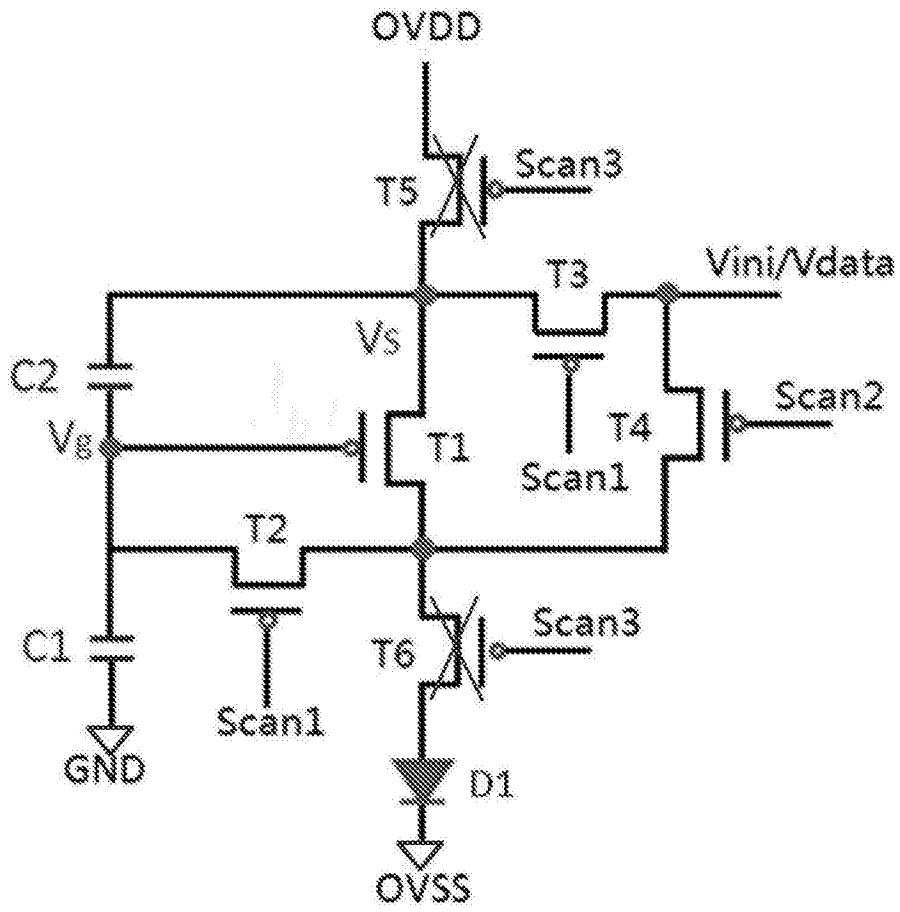 OVDD
Scan3
T5
T3
Vini/Vdata
Vs
C2
Scan2
Vg
T1
T4
Scan1
T2
C1
T6
Scan3
Scan1
GND
D1
OVSS